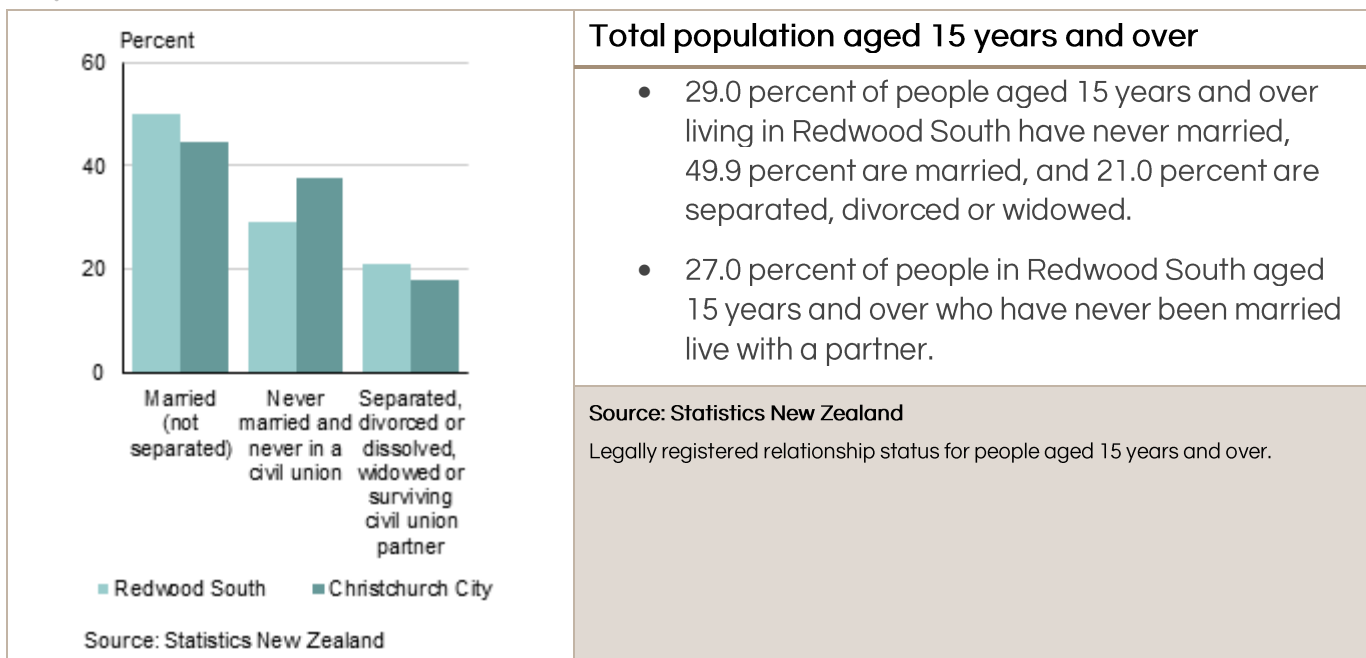 Percent
60
40
20
0
Married
(not
separated)
Never
married and
never in a
civil union
Separated,
divorced or
dissolved,
widowed or
surviving
civil union
partner
Redwood South
Christchurch City
Source: Statistics New Zealand
Total population aged 15 years and over
• 29.0 percent of people aged 15 years and over
living in Redwood South have never married,
49.9 percent are married, and 21.0 percent are
separated, divorced or widowed.
• 27.0 percent of people in Redwood South aged
15 years and over who have never been married
live with a partner.
Source: Statistics New Zealand
Legally registered relationship status for people aged 15 years and over.